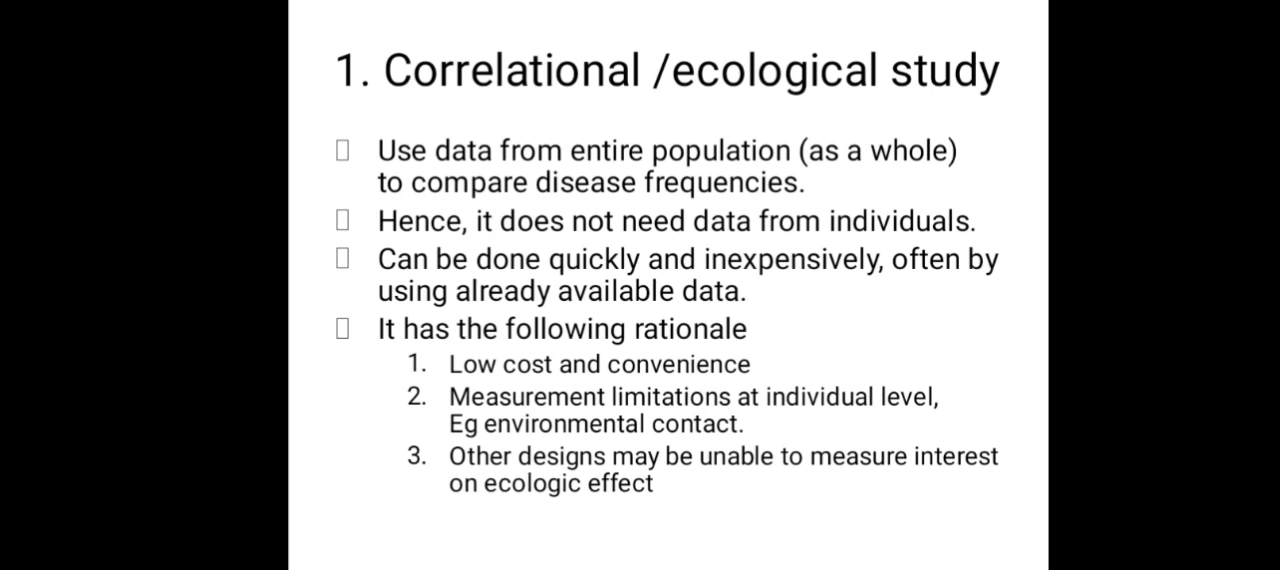 1. Correlational /ecological study
Use data from entire population (as a whole)
to compare disease frequencies.
Hence, it does not need data from individuals.
Can be done quickly and inexpensively, often by
using already available data.
It has the following rationale
1. Low cost and convenience
2. Measurement limitations at individual level,
Eg environmental contact.
3. Other designs may be unable to measure interest
on ecologic effect